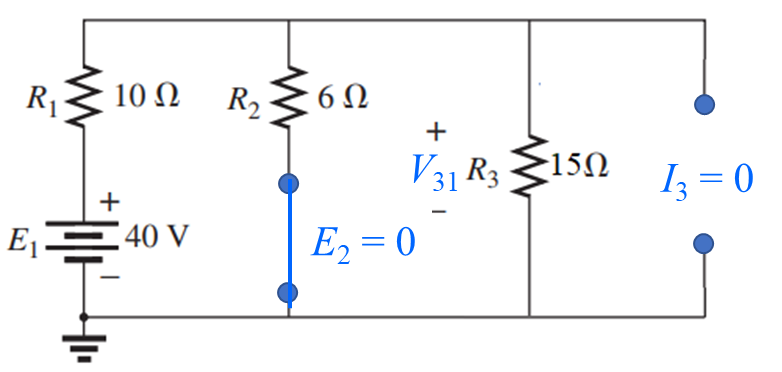 R₁ 10 Ω
R₂ 6 Ω
+
V₃₁
−
R₃ 15Ω
I₃ = 0
+
E₁ 40 V
−
E₂ = 0